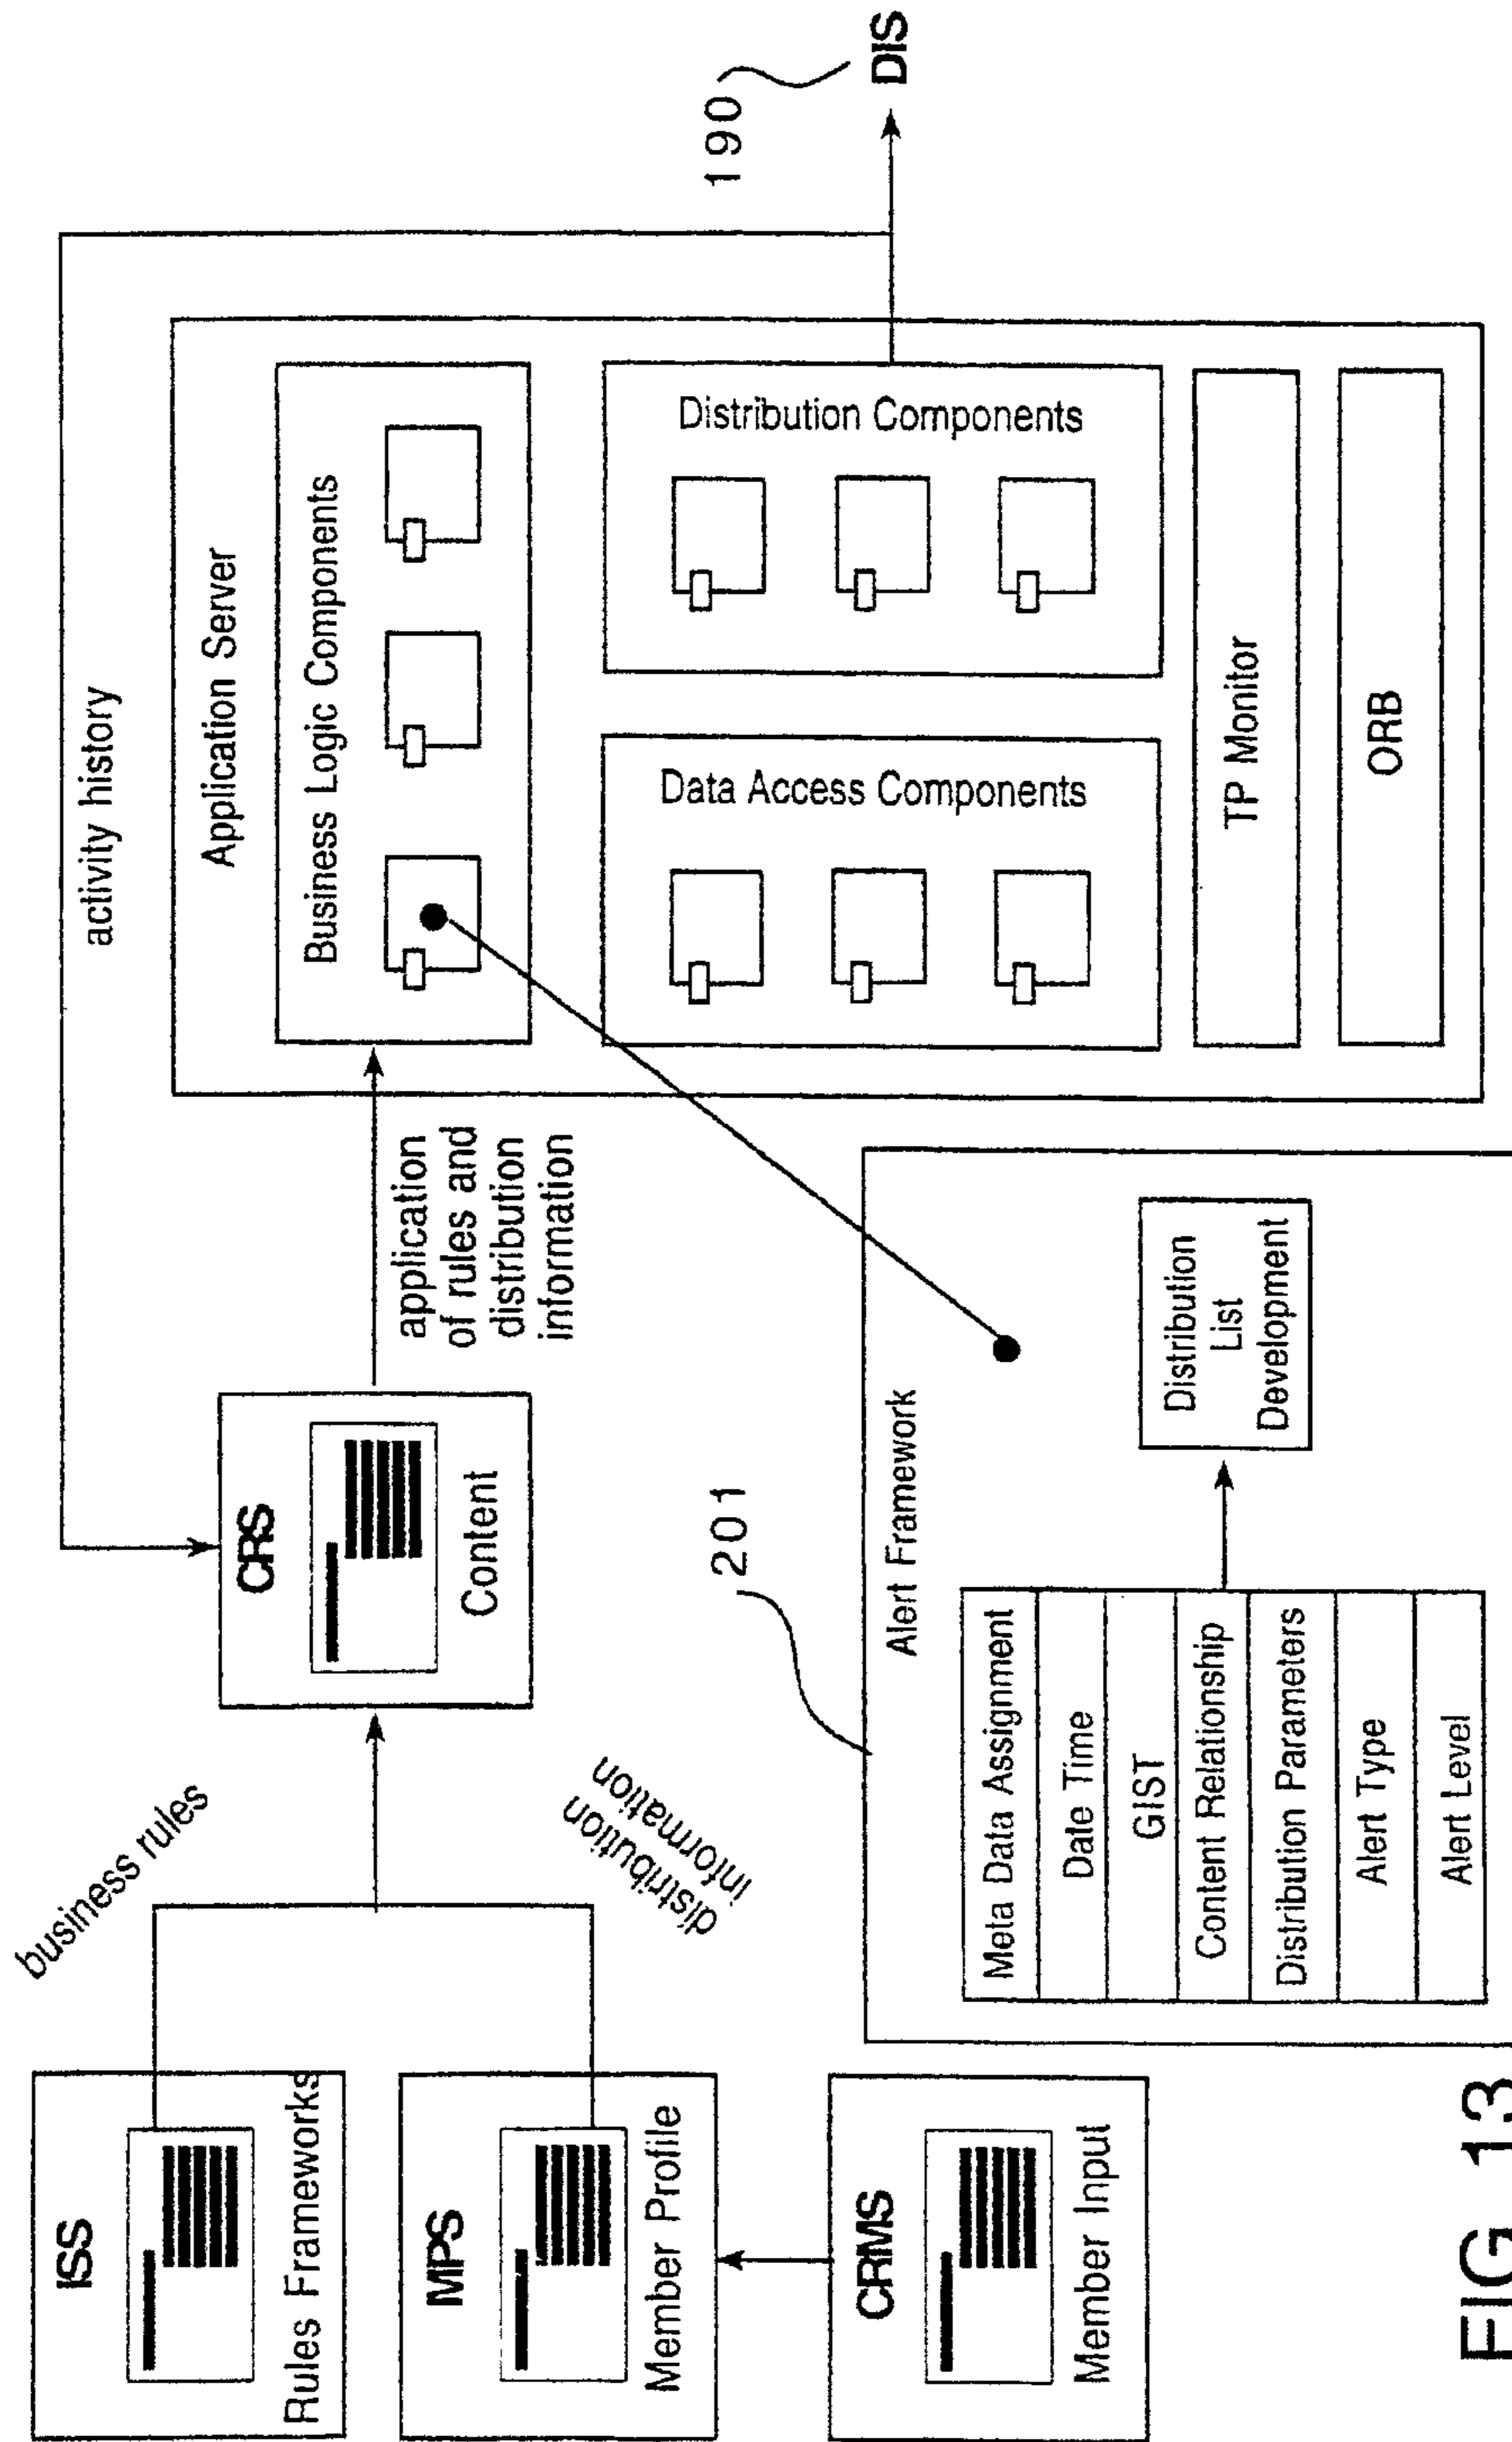 activity history
ISS
Rules Frameworks
business rules
MPS
Member Profile
distribution
information
CRMS
Member Input
CRS
Content
application
of rules and
distribution
information
Application Server
Business Logic Components
Data Access Components
Distribution Components
TP Monitor
ORB
190
DIS
201
Alert Framework
Meta Data Assignment
Date Time
GIST
Content Relationship
Distribution Parameters
Alert Type
Alert Level
Distribution
List
Development
FIG 13